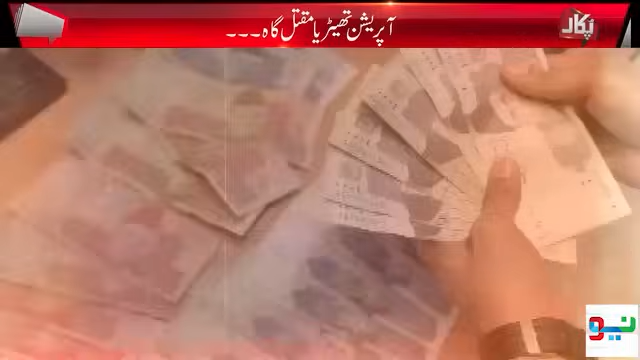 آپریشن تھیٹر یا مقتل گاہ ۔۔۔
پکار
نیو